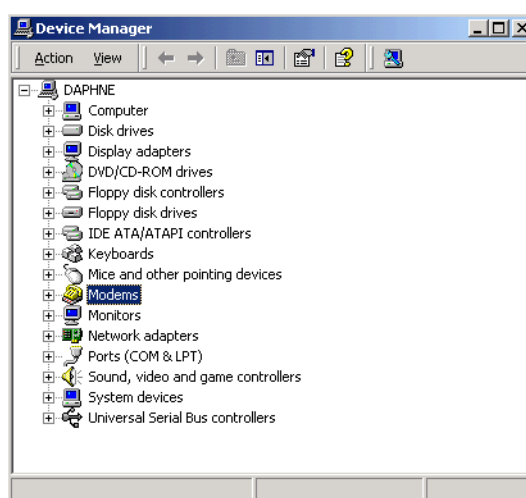 Device Manager
Action View
DAPHNE
Computer
Disk drives
Display adapters
DVD/CD-ROM drives
Floppy disk controllers
Floppy disk drives
IDE ATA/ATAPI controllers
Keyboards
Mice and other pointing devices
Modems
Monitors
Network adapters
Ports (COM & LPT)
Sound, video and game controllers
System devices
Universal Serial Bus controllers